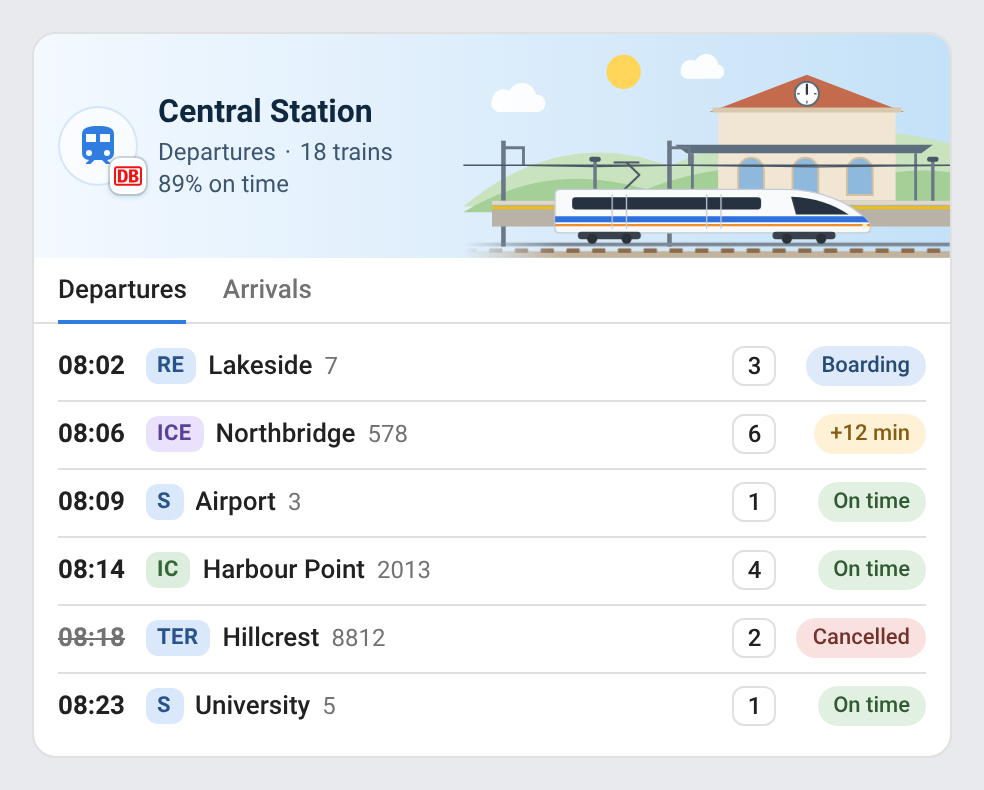 Central Station
Departures · 18 trains
89% on time
DB
Departures Arrivals
08:02 RE Lakeside 7 3 Boarding
08:06 ICE Northbridge 578 6 +12 min
08:09 S Airport 3 1 On time
08:14 IC Harbour Point 2013 4 On time
08:18 TER Hillcrest 8812 2 Cancelled
08:23 S University 5 1 On time